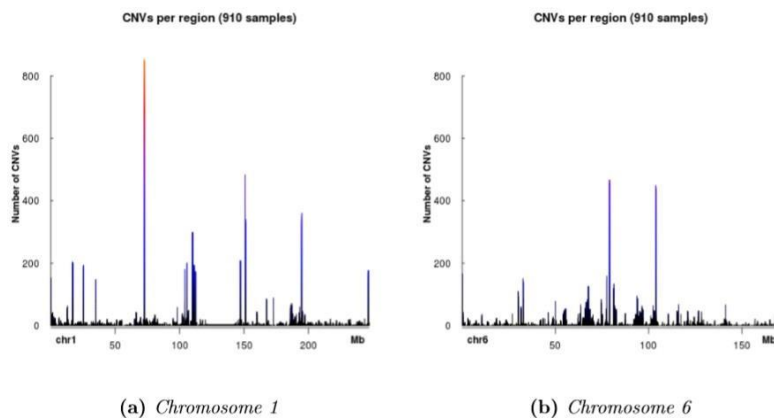 CNVs per region (910 samples)
Number of CNVs
800
600
400
200
0
chr1
50
100
150
200
Mb
(a) Chromosome 1
CNVs per region (910 samples)
Number of CNVs
800
600
400
200
0
chr6
50
100
150
Mb
(b) Chromosome 6